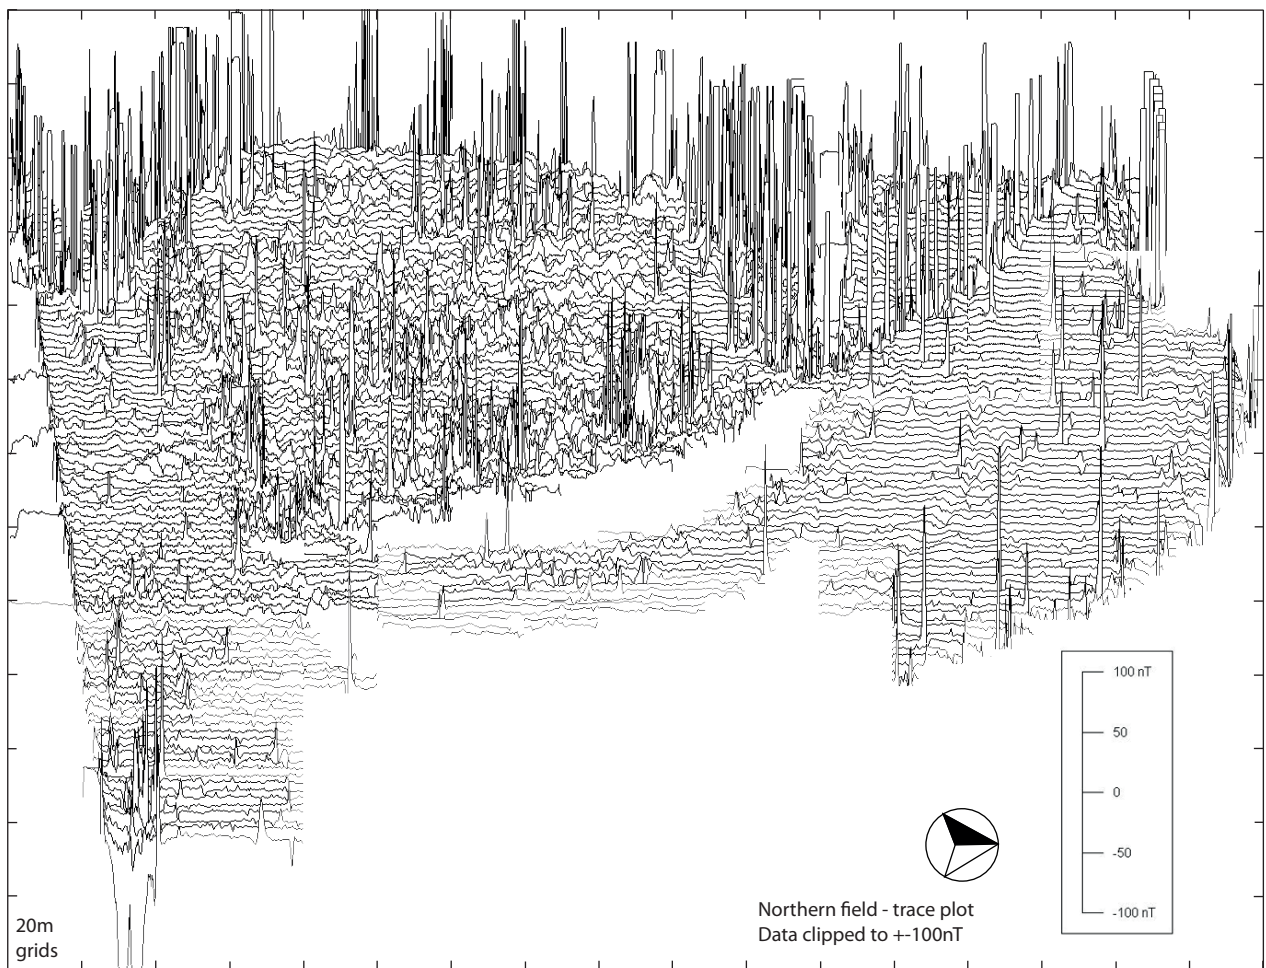 100 nT
50
0
-50
-100 nT
Northern field - trace plot
Data clipped to +-100nT
20m
grids